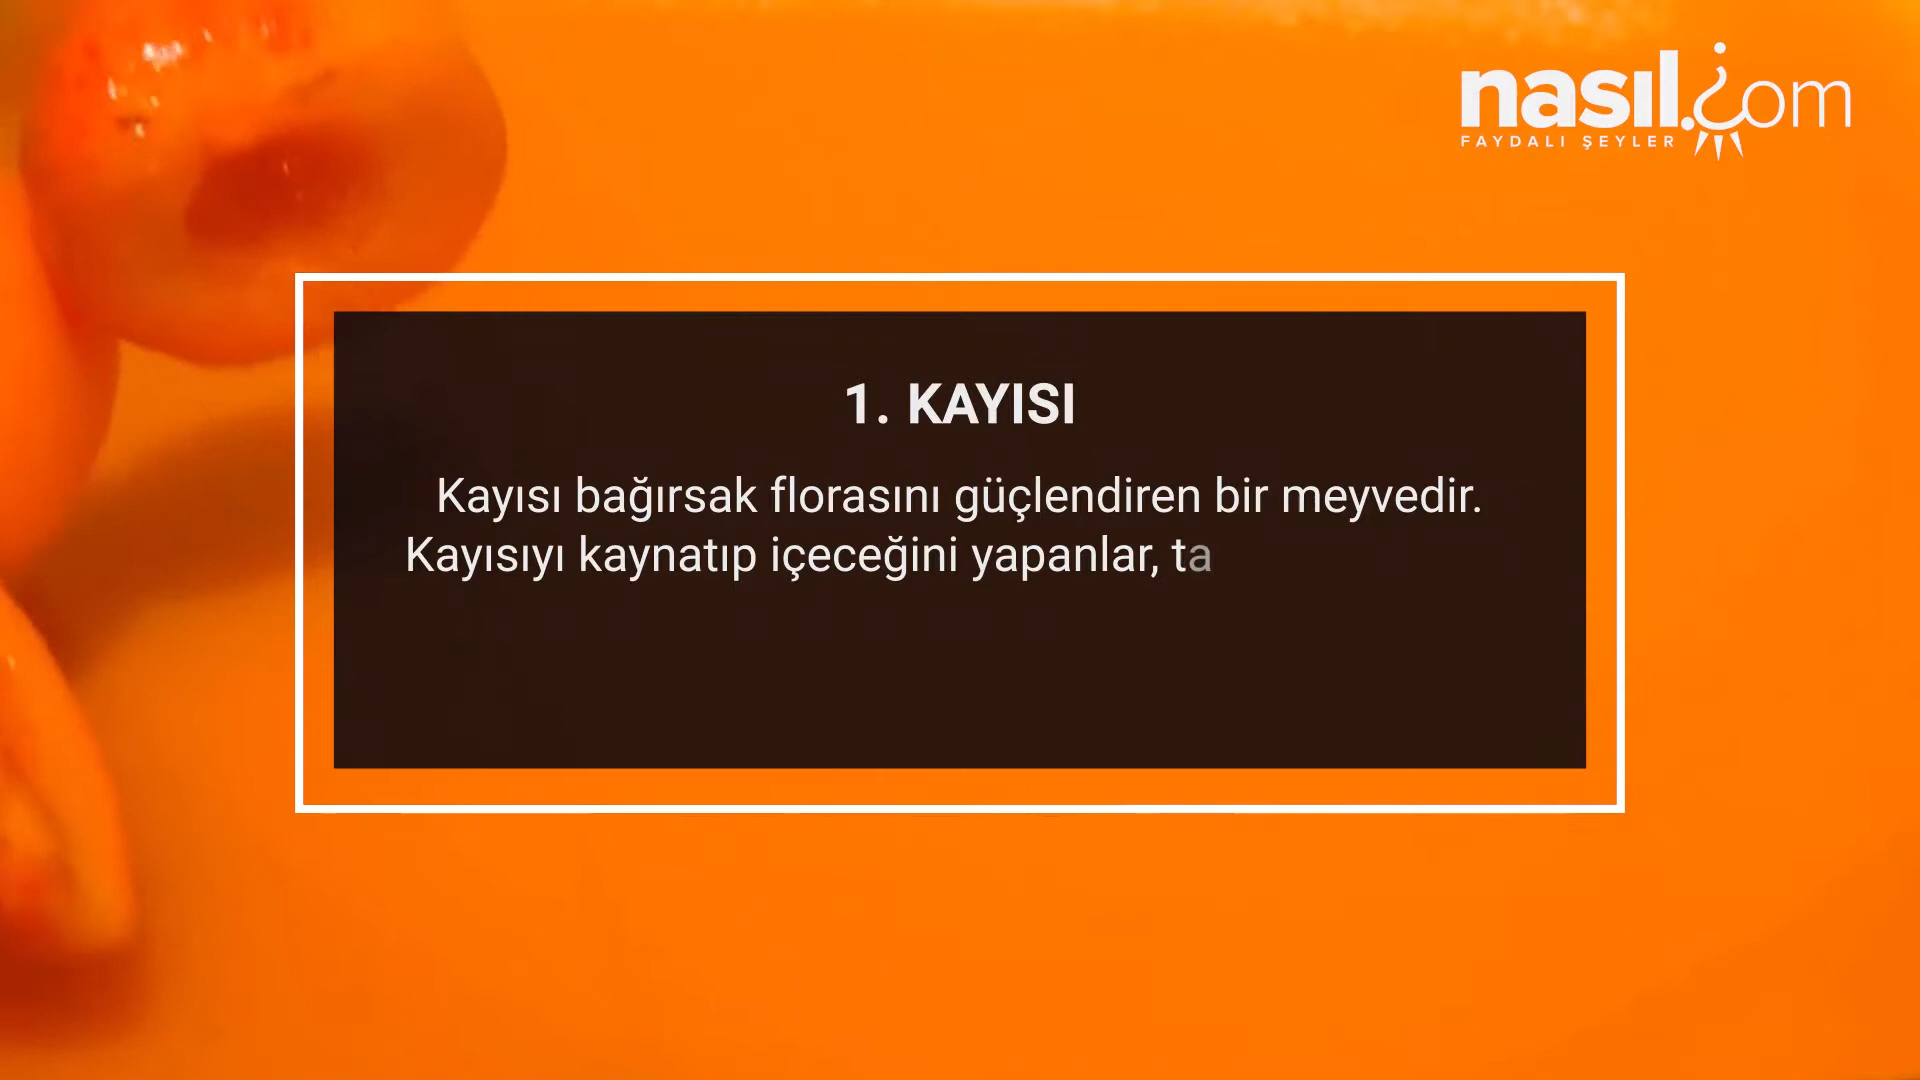 nasıl.com
FAYDALI ŞEYLER
1. KAYISI
Kayısı bağırsak florasını güçlendiren bir meyvedir.
Kayısıyı kaynatıp içeceğini yapanlar, ta